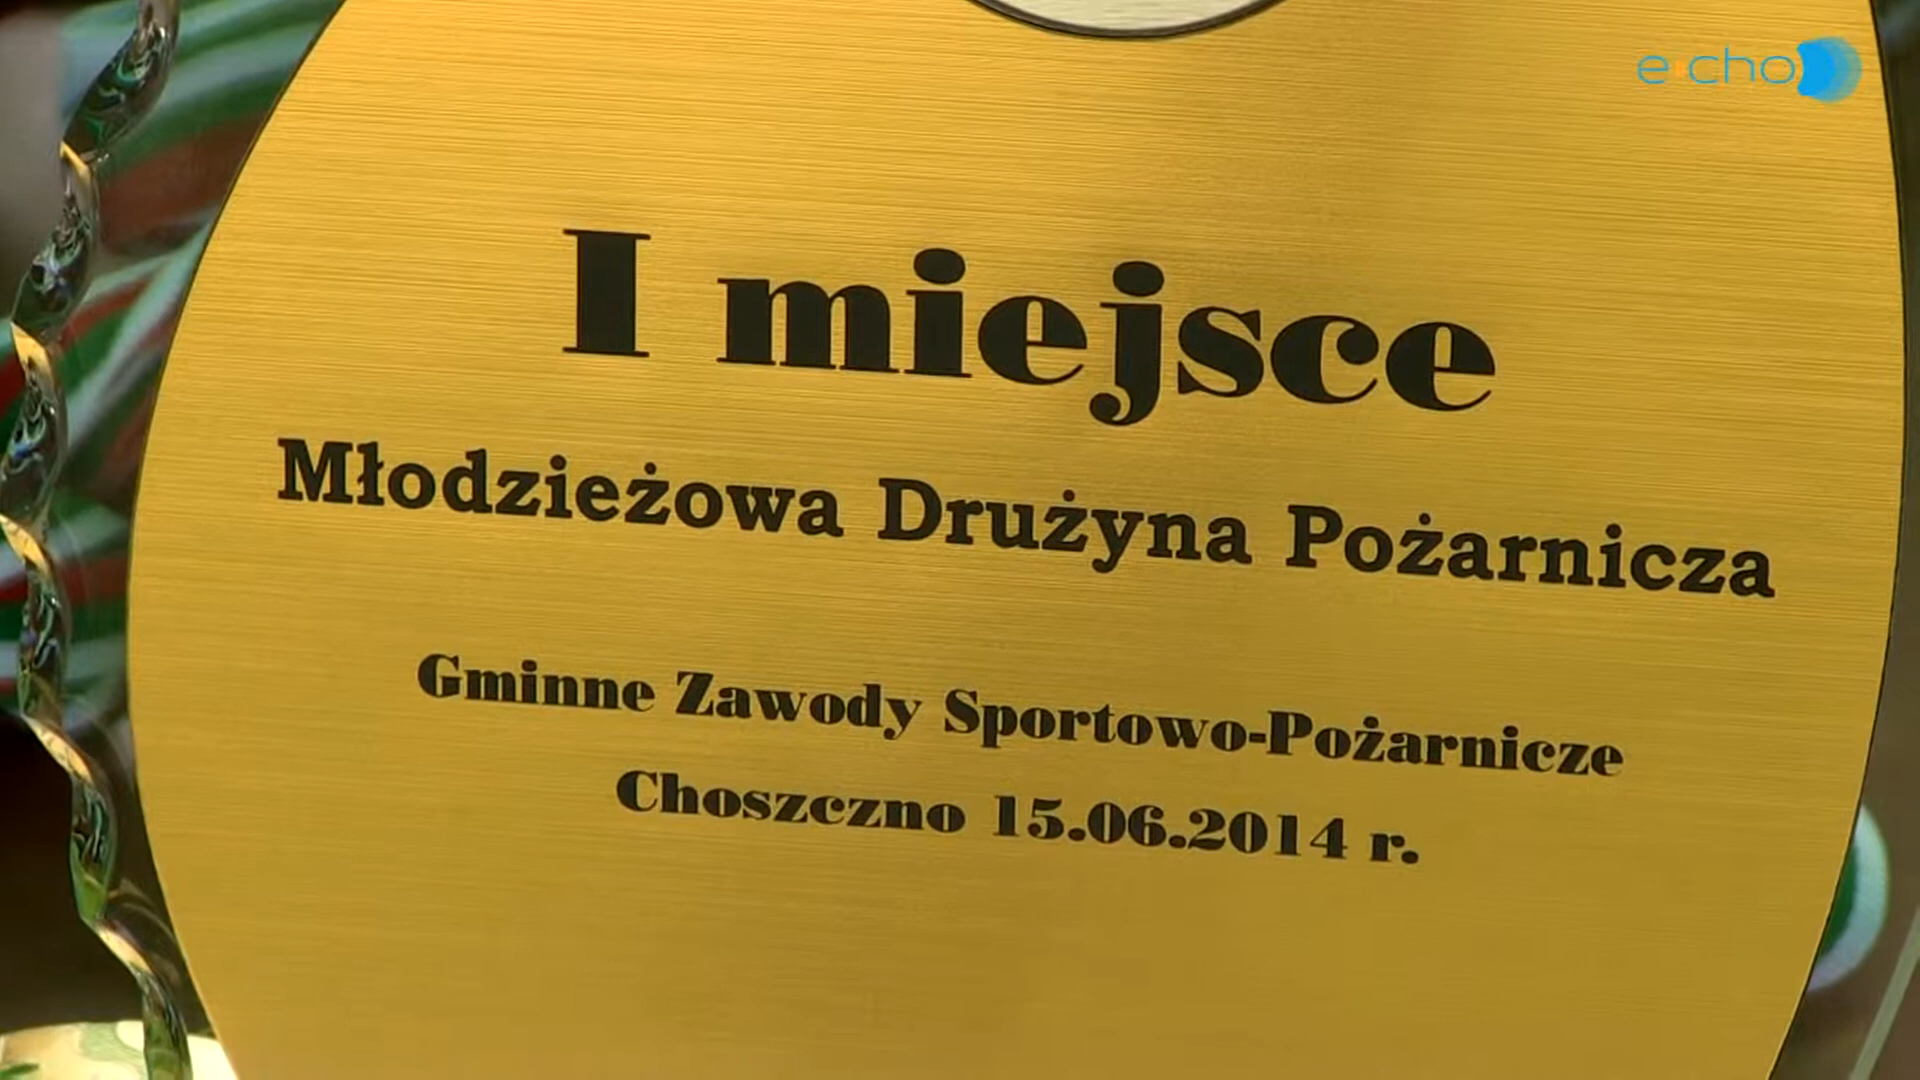 e-cho
I miejsce
Młodzieżowa Drużyna Pożarnicza
Gminne Zawody Sportowo-Pożarnicze
Choszczno 15.06.2014 r.